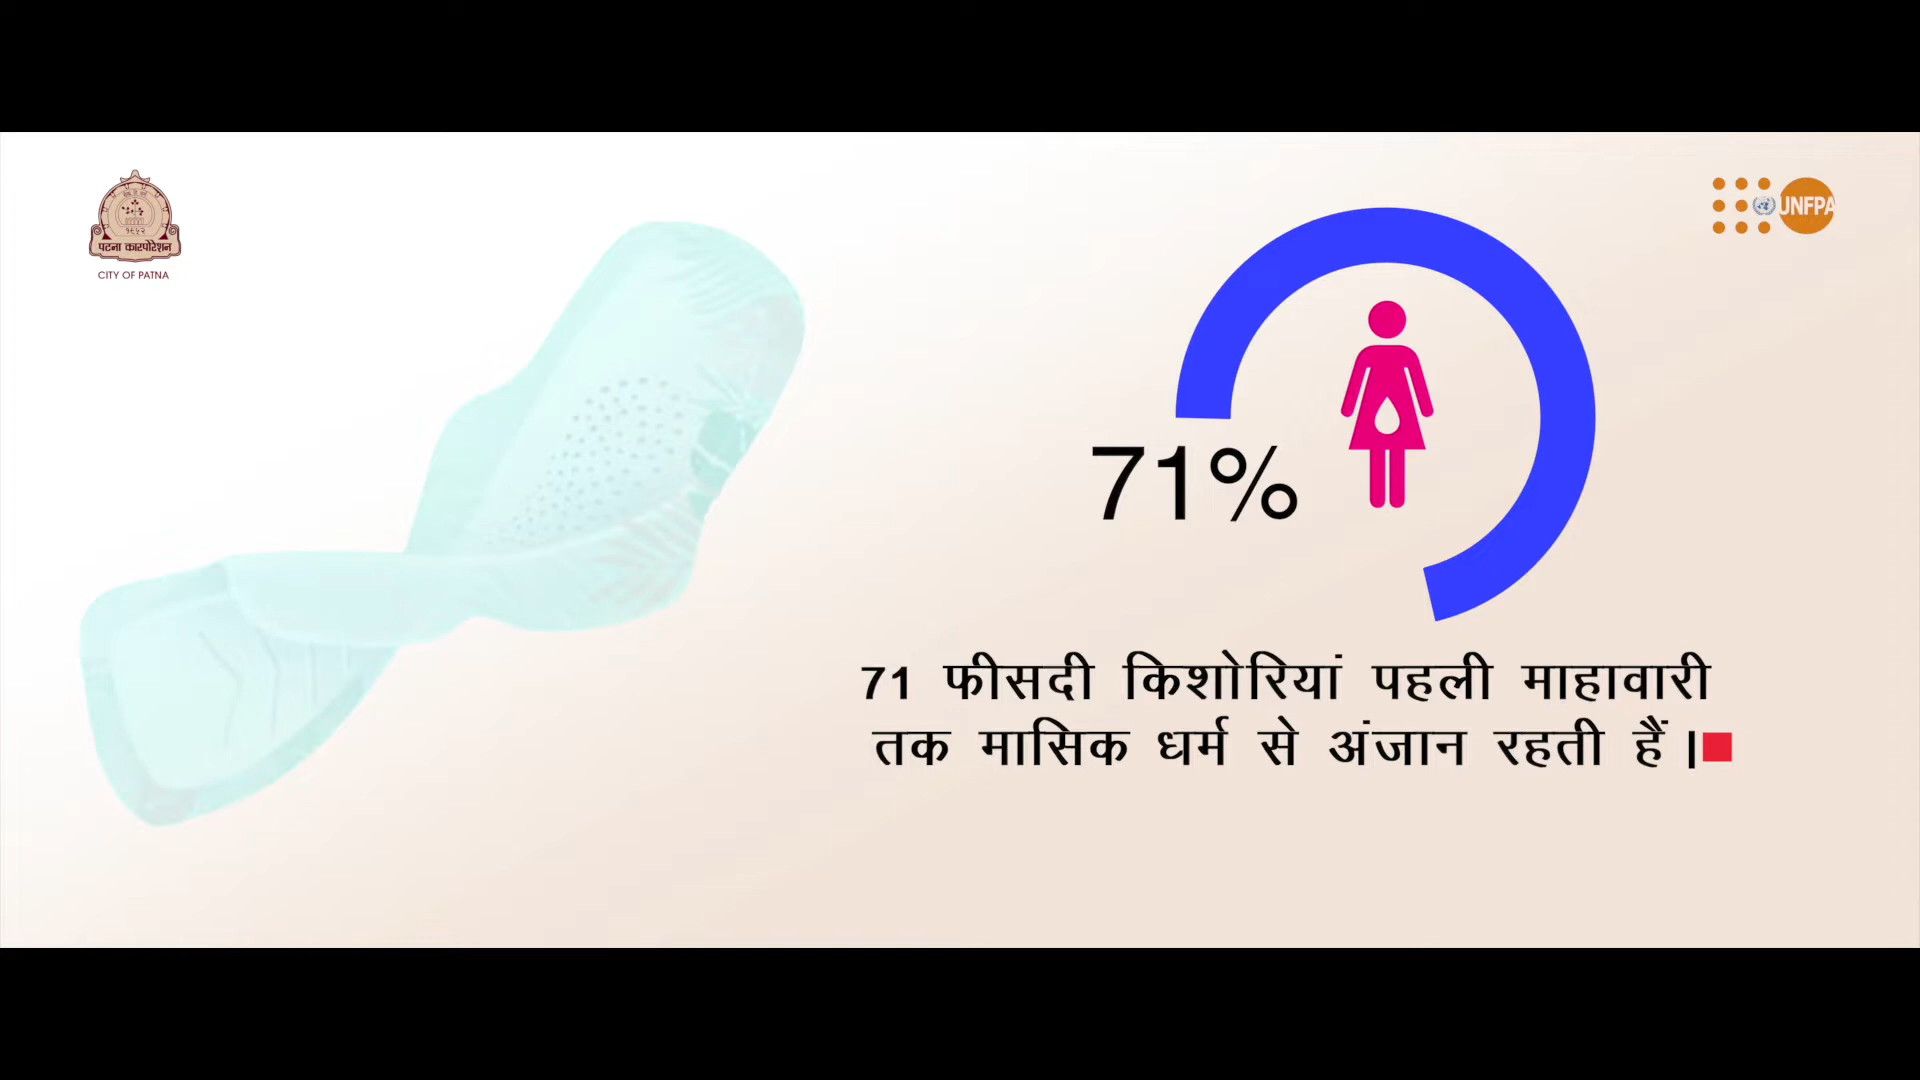 पटना कारपोरेशन
CITY OF PATNA
UNFPA
71%
71 फीसदी किशोरियां पहली माहावारी
तक मासिक धर्म से अंजान रहती हैं।